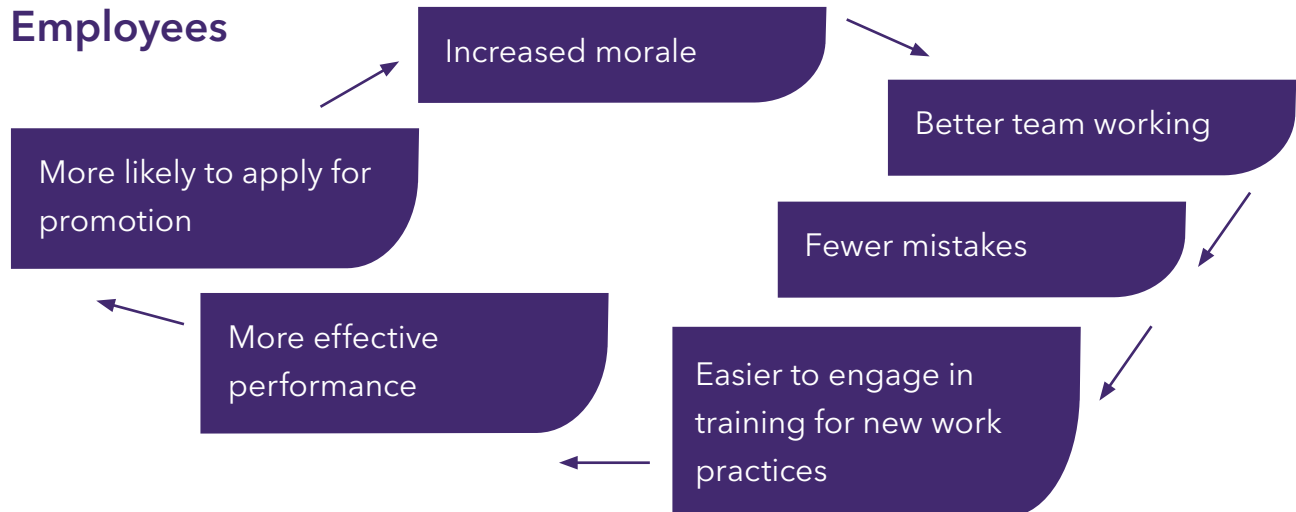 Employees
Increased morale
Better team working
Fewer mistakes
Easier to engage in
training for new work
practices
More effective
performance
More likely to apply for
promotion